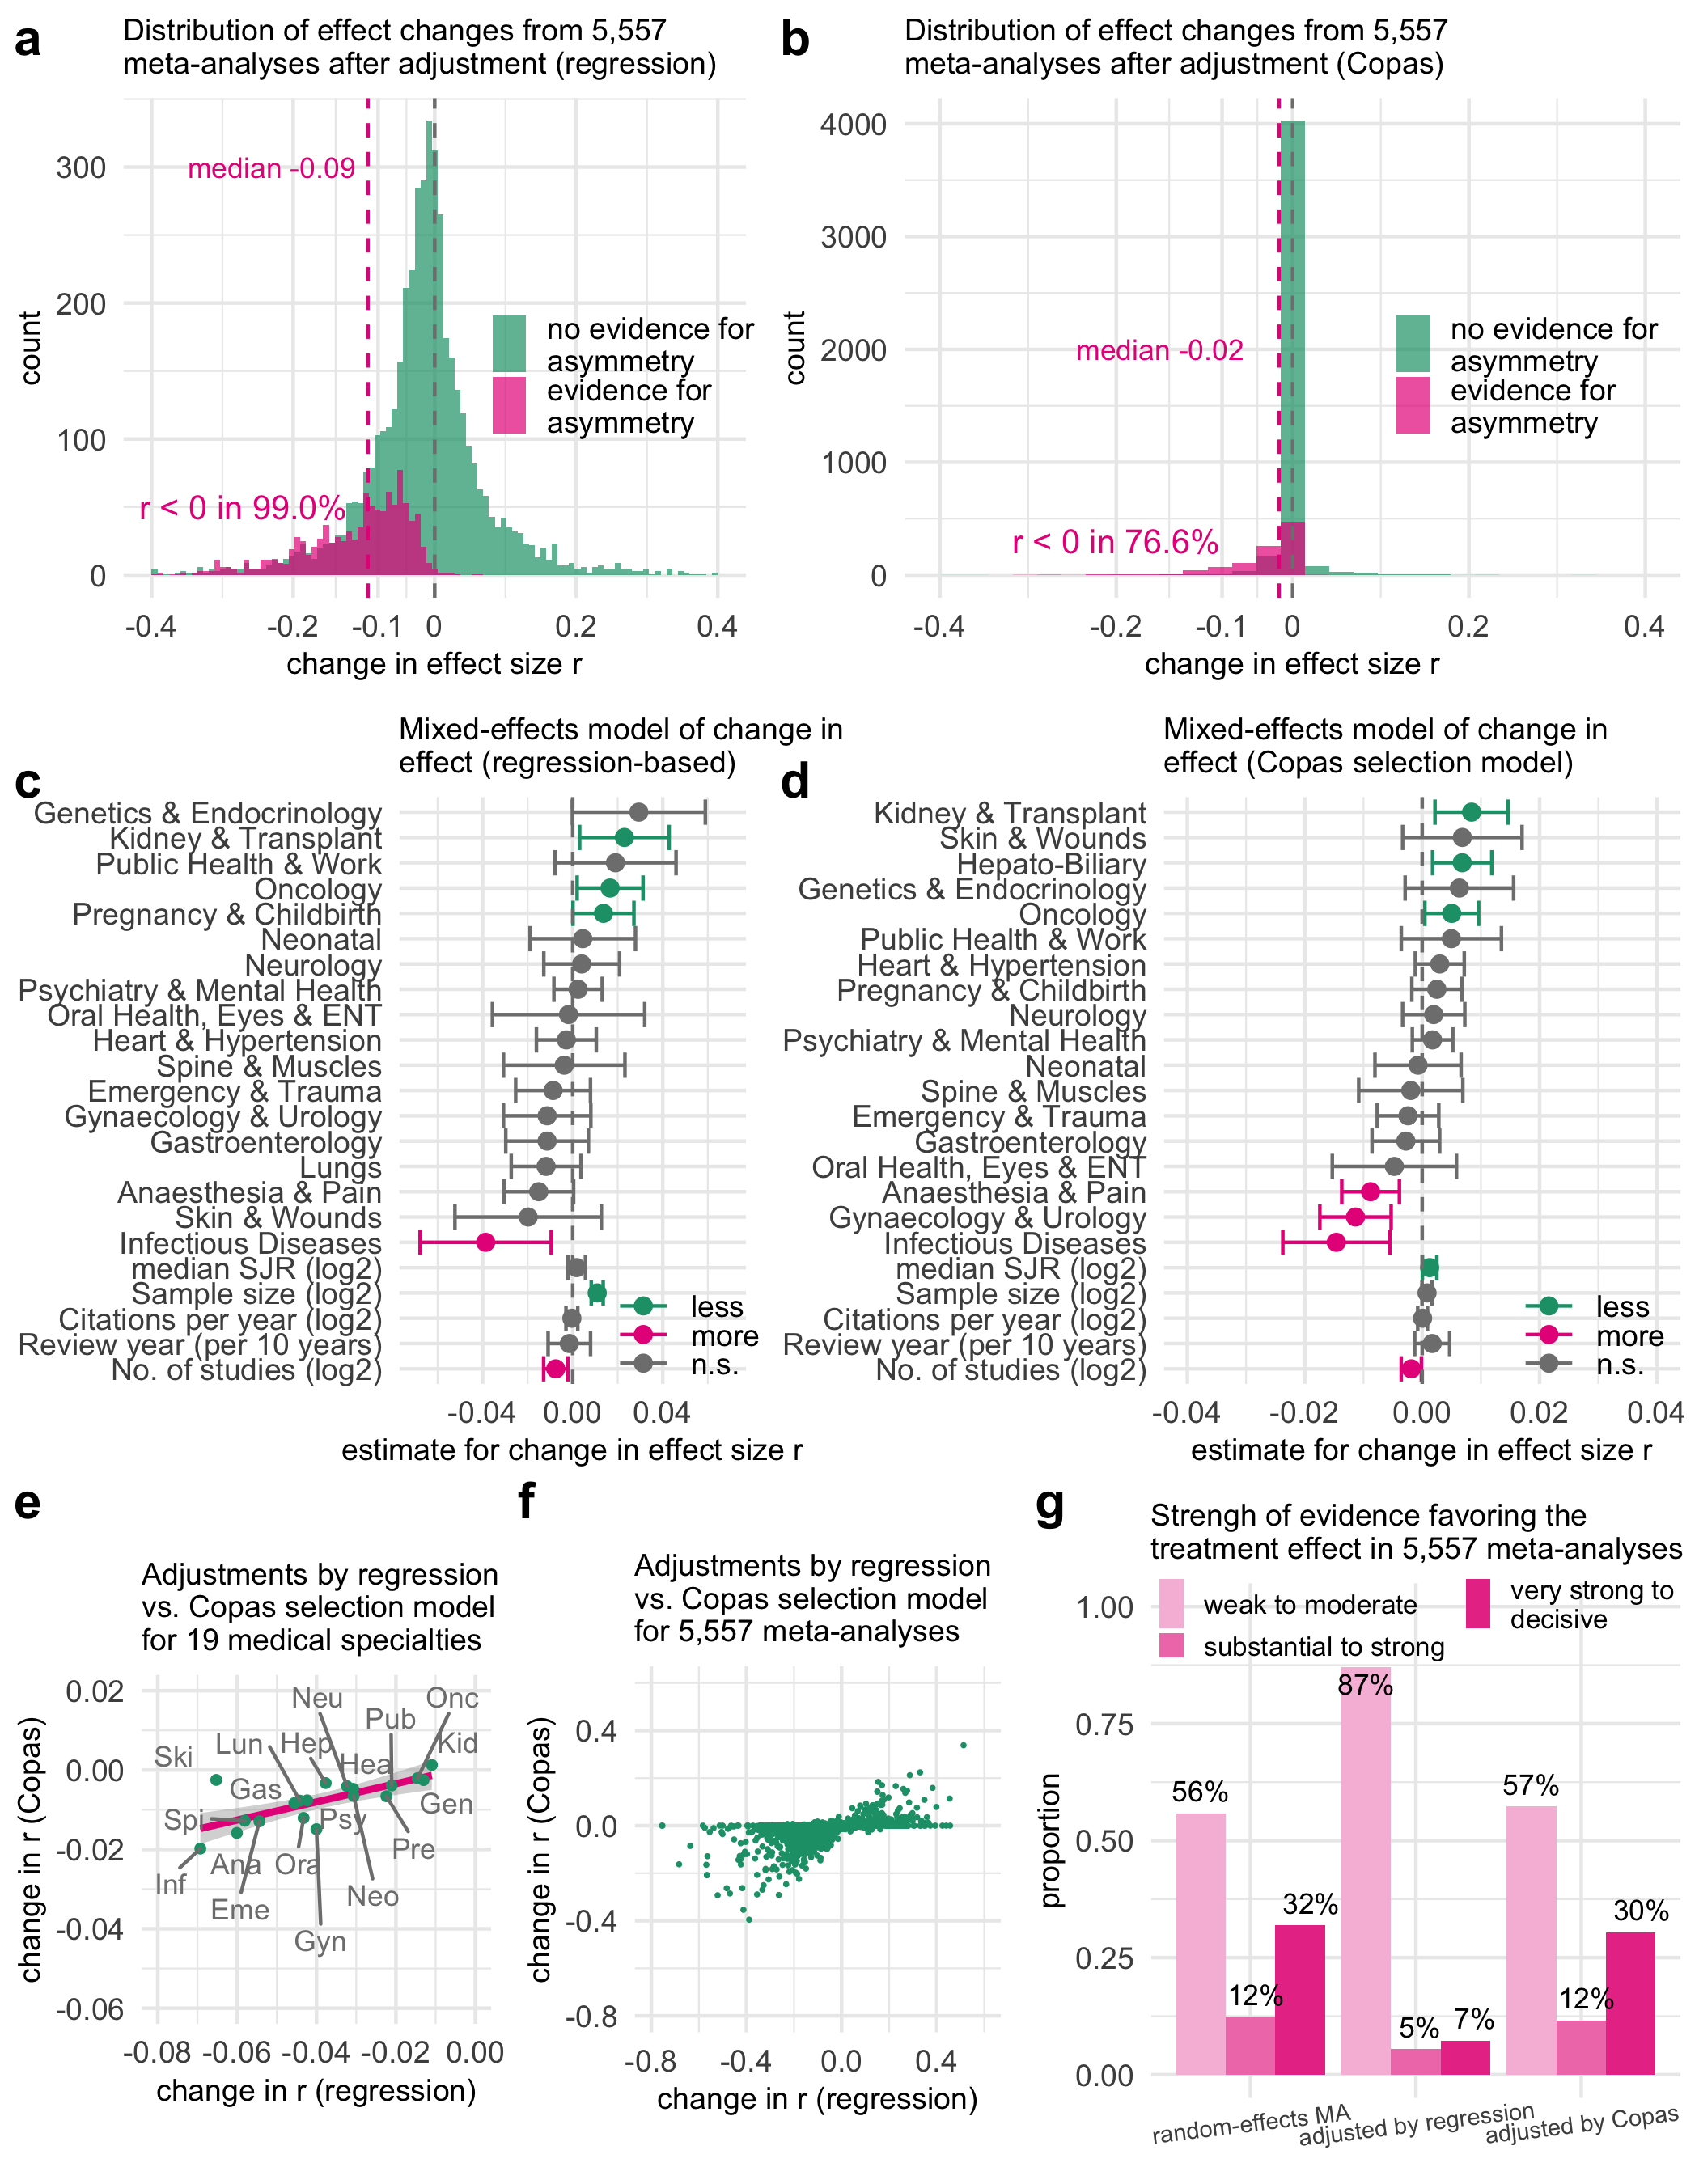 a
Distribution of effect changes from 5,557
meta-analyses after adjustment (regression)
count
300
200
100
0
median -0.09
r < 0 in 99.0%
no evidence for
asymmetry
evidence for
asymmetry
-0.4
-0.2
-0.1
0
0.2
0.4
change in effect size r
b
Distribution of effect changes from 5,557
meta-analyses after adjustment (Copas)
count
4000
3000
2000
1000
0
median -0.02
r < 0 in 76.6%
no evidence for
asymmetry
evidence for
asymmetry
-0.4
-0.2
-0.1
0
0.2
0.4
change in effect size r
c
Mixed-effects model of change in
effect (regression-based)
Genetics & Endocrinology
Kidney & Transplant
Public Health & Work
Oncology
Pregnancy & Childbirth
Neonatal
Neurology
Psychiatry & Mental Health
Oral Health, Eyes & ENT
Heart & Hypertension
Spine & Muscles
Emergency & Trauma
Gynaecology & Urology
Gastroenterology
Lungs
Anaesthesia & Pain
Skin & Wounds
Infectious Diseases
median SJR (log2)
Sample size (log2)
Citations per year (log2)
Review year (per 10 years)
No. of studies (log2)
less
more
n.s.
-0.04
0.00
0.04
estimate for change in effect size r
d
Mixed-effects model of change in
effect (Copas selection model)
Kidney & Transplant
Skin & Wounds
Hepato-Biliary
Genetics & Endocrinology
Oncology
Public Health & Work
Heart & Hypertension
Pregnancy & Childbirth
Neurology
Psychiatry & Mental Health
Neonatal
Spine & Muscles
Emergency & Trauma
Gastroenterology
Oral Health, Eyes & ENT
Anaesthesia & Pain
Gynaecology & Urology
Infectious Diseases
median SJR (log2)
Sample size (log2)
Citations per year (log2)
Review year (per 10 years)
No. of studies (log2)
less
more
n.s.
-0.04
-0.02
0.00
0.02
0.04
estimate for change in effect size r
e
Adjustments by regression
vs. Copas selection model
for 19 medical specialties
change in r (Copas)
0.02
0.00
-0.02
-0.04
-0.06
Neu
Onc
Pub
Lun
Hep
Kid
Ski
Hea
Gas
Gen
Spi
Psy
Pre
Ana
Ora
Inf
Neo
Eme
Gyn
-0.08
-0.06
-0.04
-0.02
0.00
change in r (regression)
f
Adjustments by regression
vs. Copas selection model
for 5,557 meta-analyses
change in r (Copas)
0.4
0.0
-0.4
-0.8
-0.8
-0.4
0.0
0.4
change in r (regression)
g
Strengh of evidence favoring the
treatment effect in 5,557 meta-analyses
weak to moderate
substantial to strong
very strong to
decisive
proportion
1.00
0.75
0.50
0.25
0.00
56%
12%
32%
87%
5%
7%
57%
12%
30%
random-effects MA
adjusted by regression
adjusted by Copas